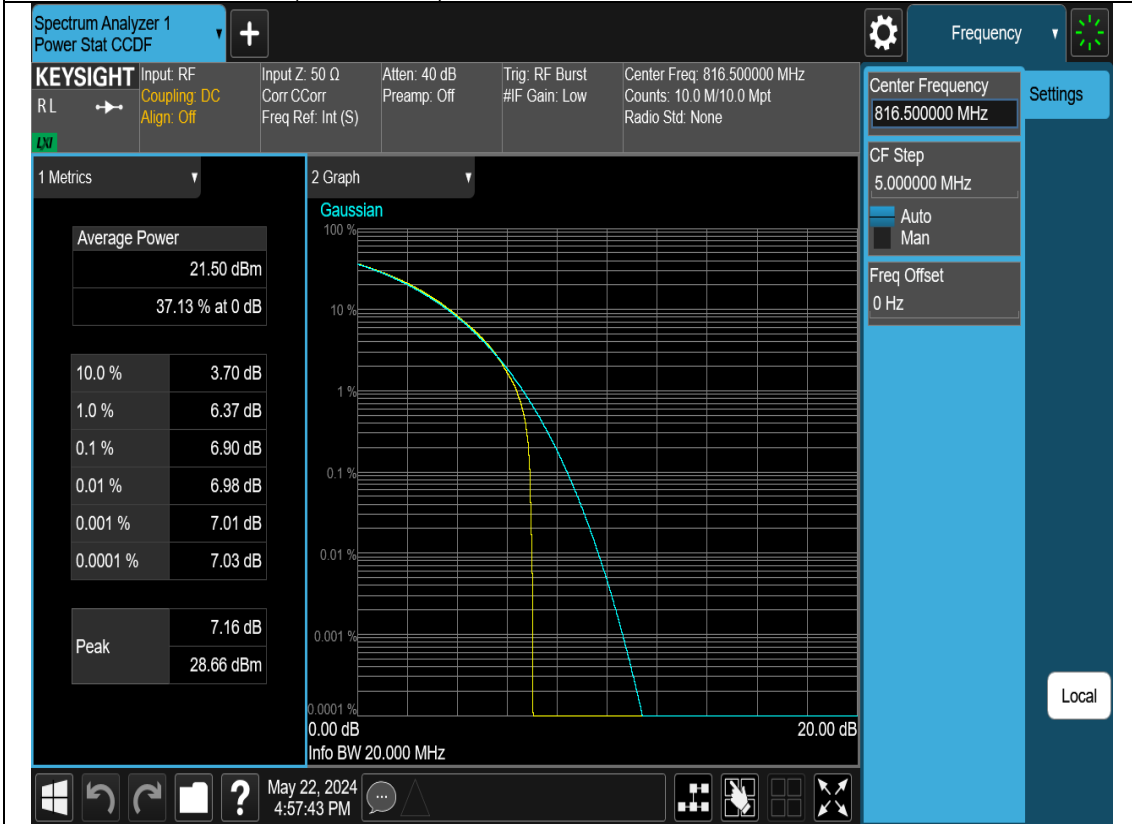 Spectrum Analyzer 1
Power Stat CCDF
+
Frequency
KEYSIGHT
RL
LXI
Input: RF
Coupling: DC
Align: Off
Input Z: 50 Ω
Corr CCorr
Freq Ref: Int (S)
Atten: 40 dB
Preamp: Off
Trig: RF Burst
#IF Gain: Low
Center Freq: 816.500000 MHz
Counts: 10.0 M/10.0 Mpt
Radio Std: None
Center Frequency
816.500000 MHz
Settings
CF Step
5.000000 MHz
Auto
Man
Freq Offset
0 Hz
Local
1 Metrics
Average Power
21.50 dBm
37.13 % at 0 dB
10.0 % 3.70 dB
1.0 % 6.37 dB
0.1 % 6.90 dB
0.01 % 6.98 dB
0.001 % 7.01 dB
0.0001 % 7.03 dB
Peak 7.16 dB
28.66 dBm
2 Graph
Gaussian
100 %
10 %
1 %
0.1 %
0.01 %
0.001 %
0.0001 %
0.00 dB 20.00 dB
Info BW 20.000 MHz
?
May 22, 2024
4:57:43 PM